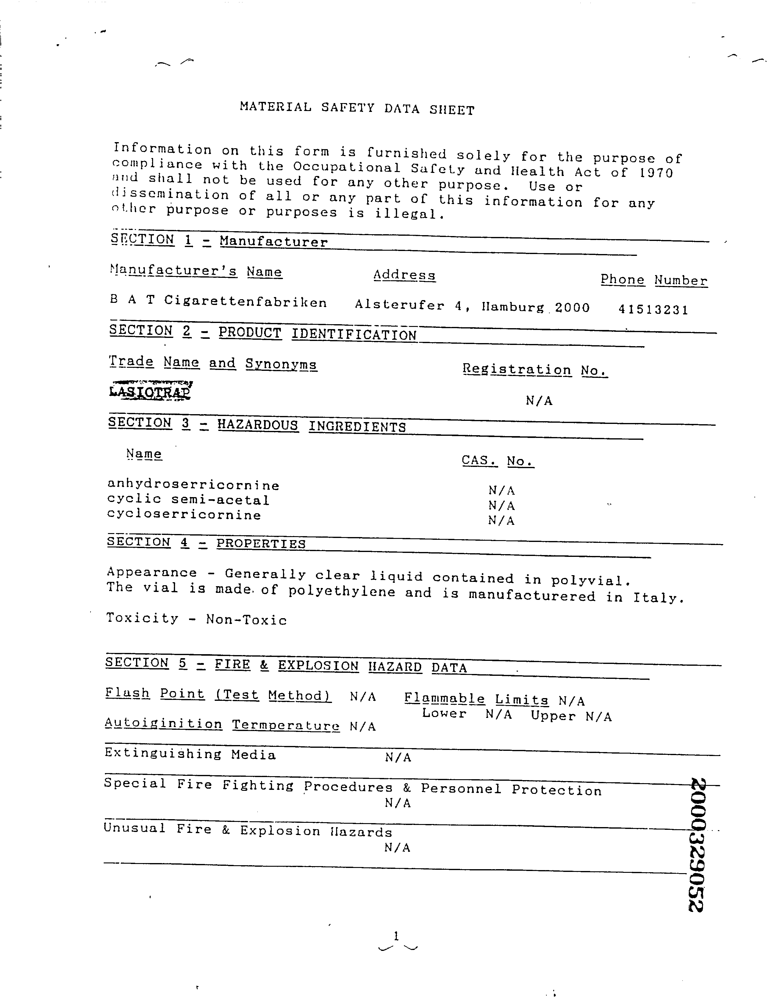 MATERIAL SAFETY DATA SHEET
Information on this form is furnished solely for the purpose of
compliance with the Occupational Safety and Health Act of 1970
and shall not be used for any other purpose. Use or
dissemination of all or any part of this information for any
other purpose or purposes is illegal.
SECTION 1 - Manufacturer
Manufacturer's Name Address Phone Number
B A T Cigarettenfabriken Alsterufer 4, Hamburg 2000 41513231
SECTION 2 - PRODUCT IDENTIFICATION
Trade Name and Synonyms Registration No.
LASIOTRAP N/A
SECTION 3 - HAZARDOUS INGREDIENTS
Name CAS. No.
anhydroserricornine N/A
cyclic semi-acetal N/A
cycloserricornine N/A
SECTION 4 - PROPERTIES
Appearance - Generally clear liquid contained in polyvial.
The vial is made of polyethylene and is manufacturered in Italy.
Toxicity - Non-Toxic
SECTION 5 - FIRE & EXPLOSION HAZARD DATA
Flash Point (Test Method) N/A Flammable Limits N/A
Lower N/A Upper N/A
Autoiginition Termperature N/A
Extinguishing Media N/A
Special Fire Fighting Procedures & Personnel Protection
N/A
Unusual Fire & Explosion Hazards
N/A
2000329052
1